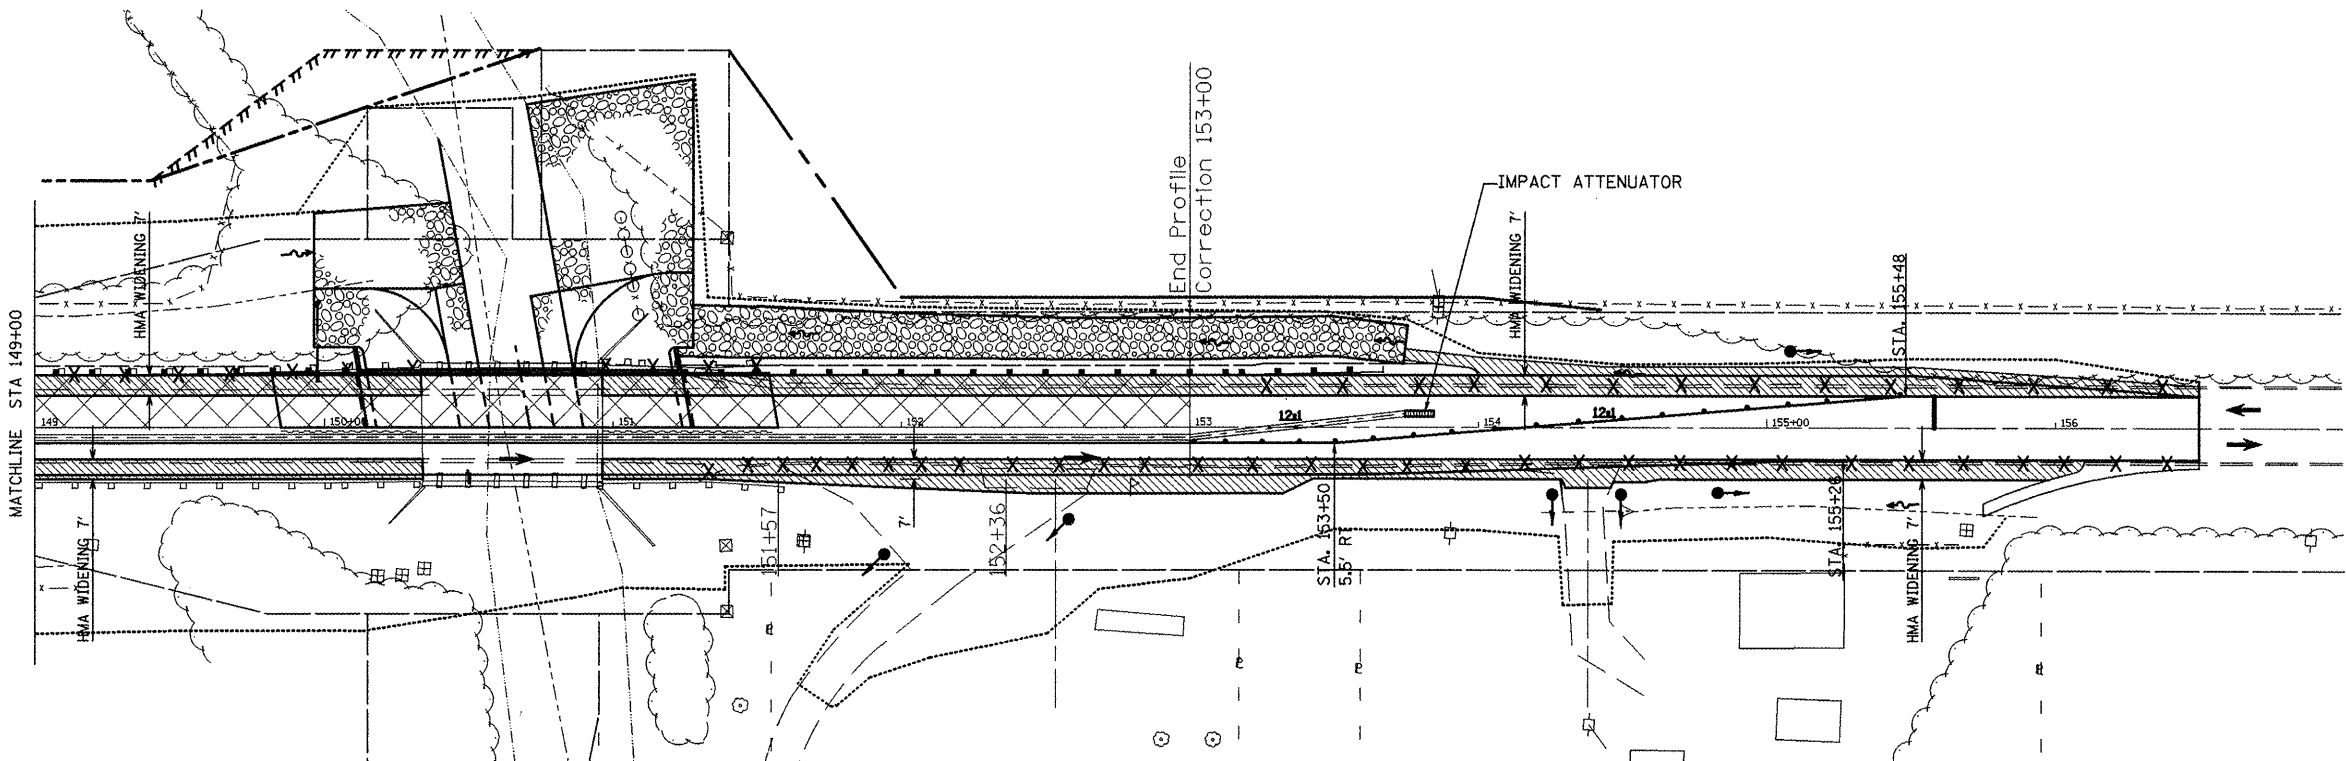 MATCHLINE STA 149+00
HMA WIDENING 7'
End Profile
Correction 153+00
IMPACT ATTENUATOR
HMA WIDENING 7'
STA. 155+48
149
150+00
151
152
153
12:1
154
12:1
155+00
156
HMA WIDENING 7'
151+57
7'
152+36
STA. 153+50
5.5' RT
STA. 155+26
HMA WIDENING 7'
P
P
P
P